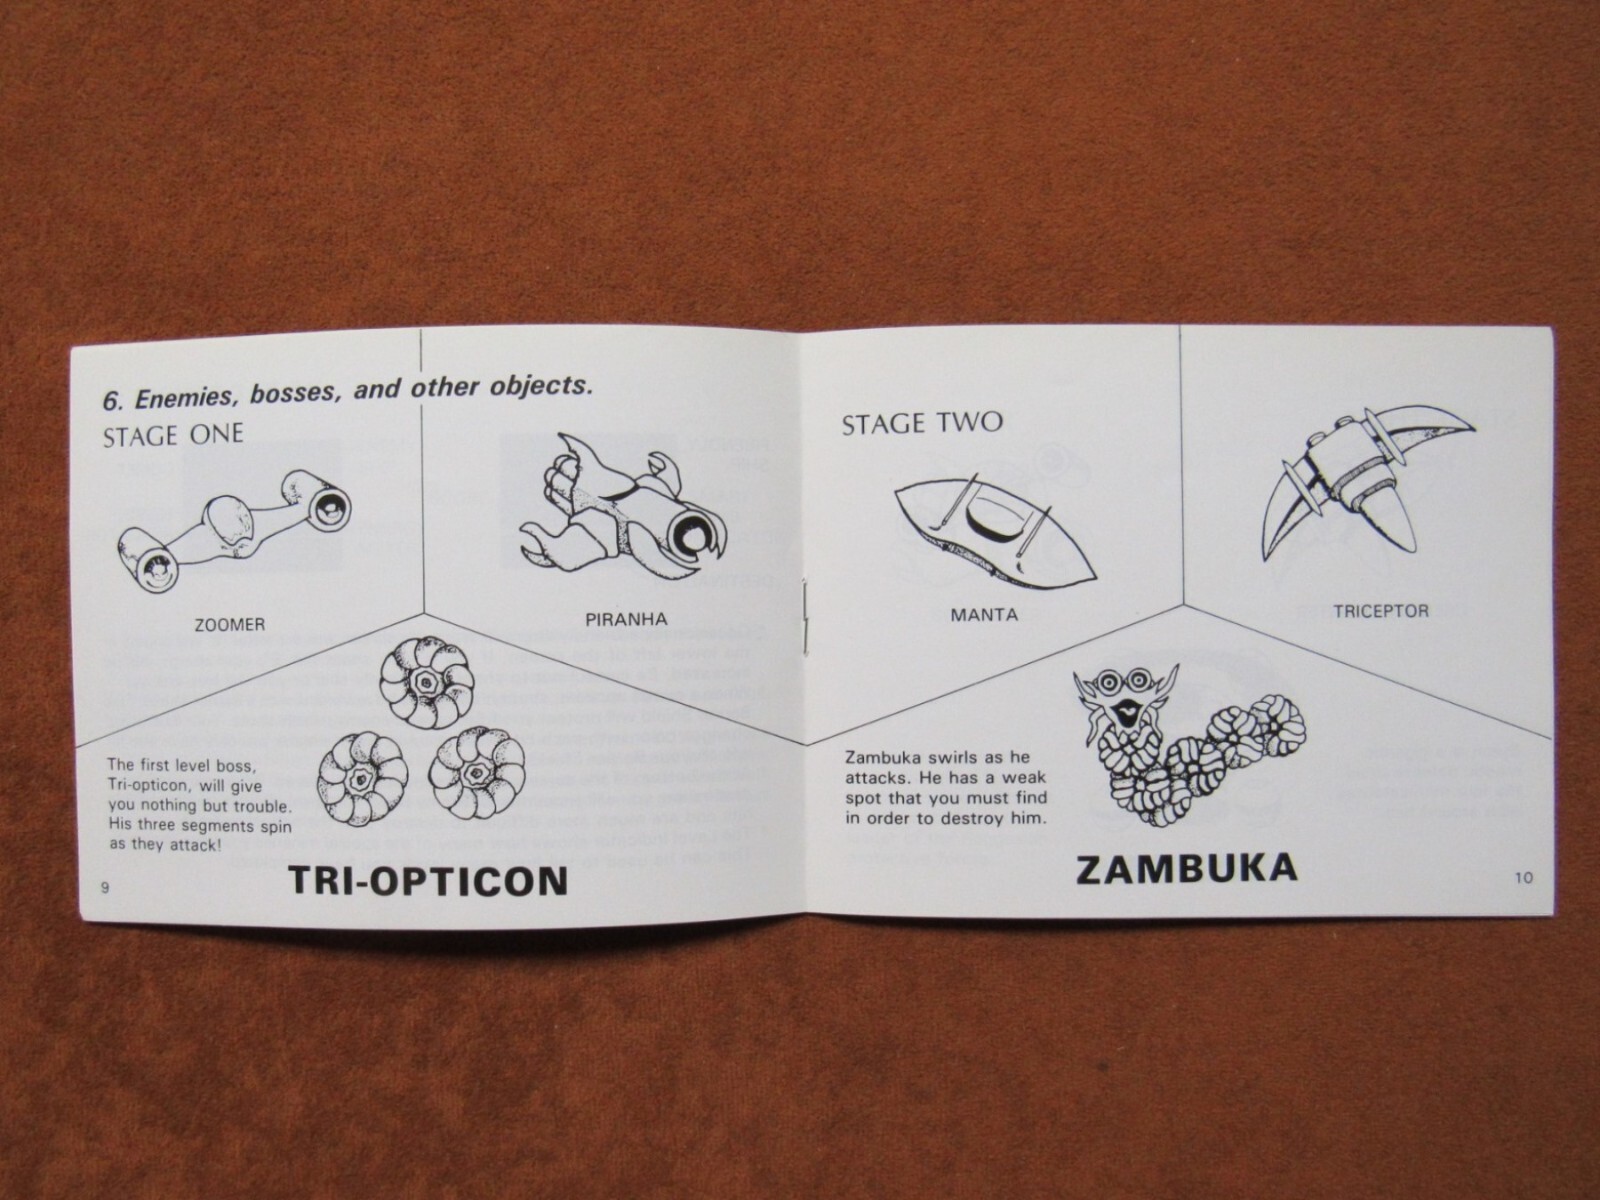 6. Enemies, bosses, and other objects.
STAGE ONE
ZOOMER
PIRANHA
The first level boss,
Tri-opticon, will give
you nothing but trouble.
His three segments spin
as they attack!
TRI-OPTICON
9
STAGE TWO
MANTA
TRICEPTOR
Zambuka swirls as he
attacks. He has a weak
spot that you must find
in order to destroy him.
ZAMBUKA
10